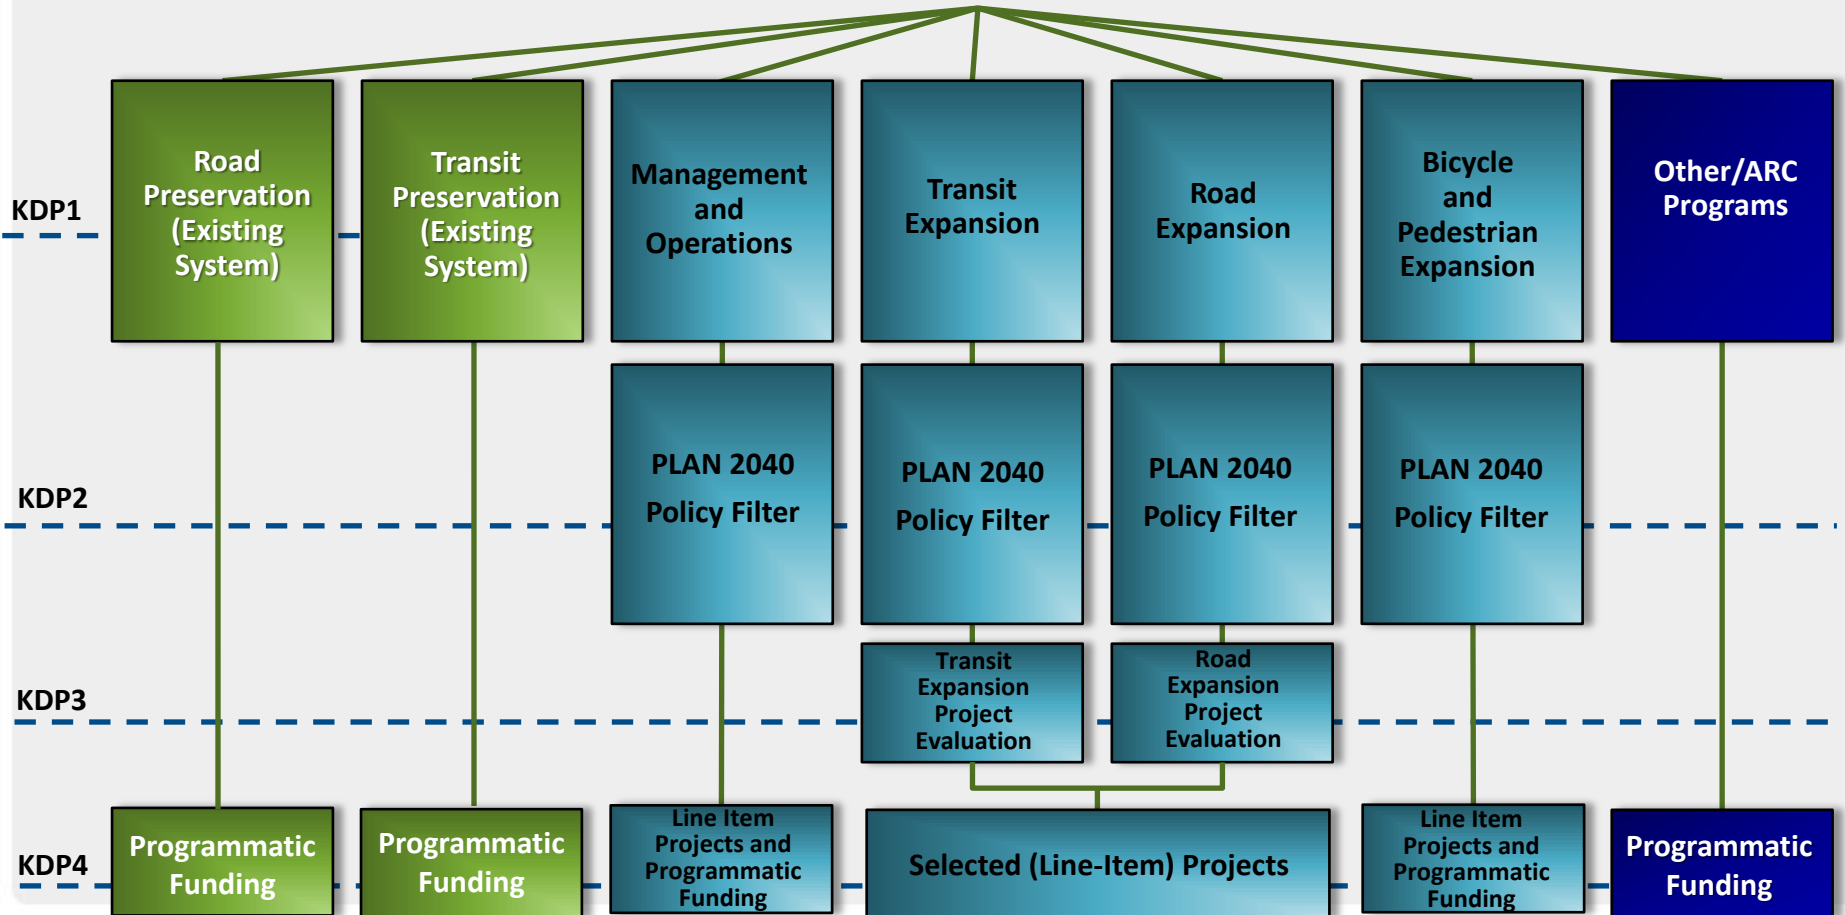 KDP1
Road
Preservation
(Existing
System)
Transit
Preservation
(Existing
System)
Management
and
Operations
Transit
Expansion
Road
Expansion
Bicycle
and
Pedestrian
Expansion
Other/ARC
Programs
KDP2
PLAN 2040
Policy Filter
PLAN 2040
Policy Filter
PLAN 2040
Policy Filter
PLAN 2040
Policy Filter
KDP3
Transit
Expansion
Project
Evaluation
Road
Expansion
Project
Evaluation
KDP4
Programmatic
Funding
Programmatic
Funding
Line Item
Projects and
Programmatic
Funding
Selected (Line-Item) Projects
Line Item
Projects and
Programmatic
Funding
Programmatic
Funding